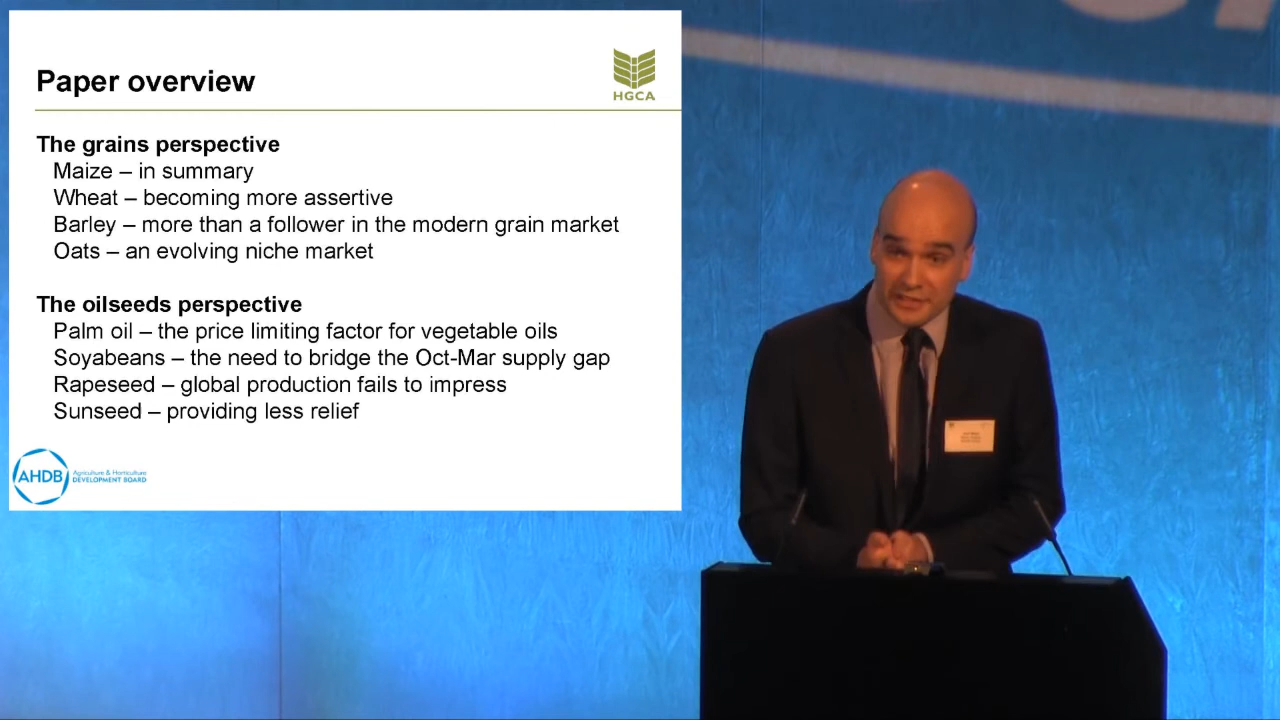 Paper overview
HGCA
The grains perspective
Maize – in summary
Wheat – becoming more assertive
Barley – more than a follower in the modern grain market
Oats – an evolving niche market
The oilseeds perspective
Palm oil – the price limiting factor for vegetable oils
Soyabeans – the need to bridge the Oct-Mar supply gap
Rapeseed – global production fails to impress
Sunseed – providing less relief
AHDB
Agriculture & Horticulture
DEVELOPMENT BOARD